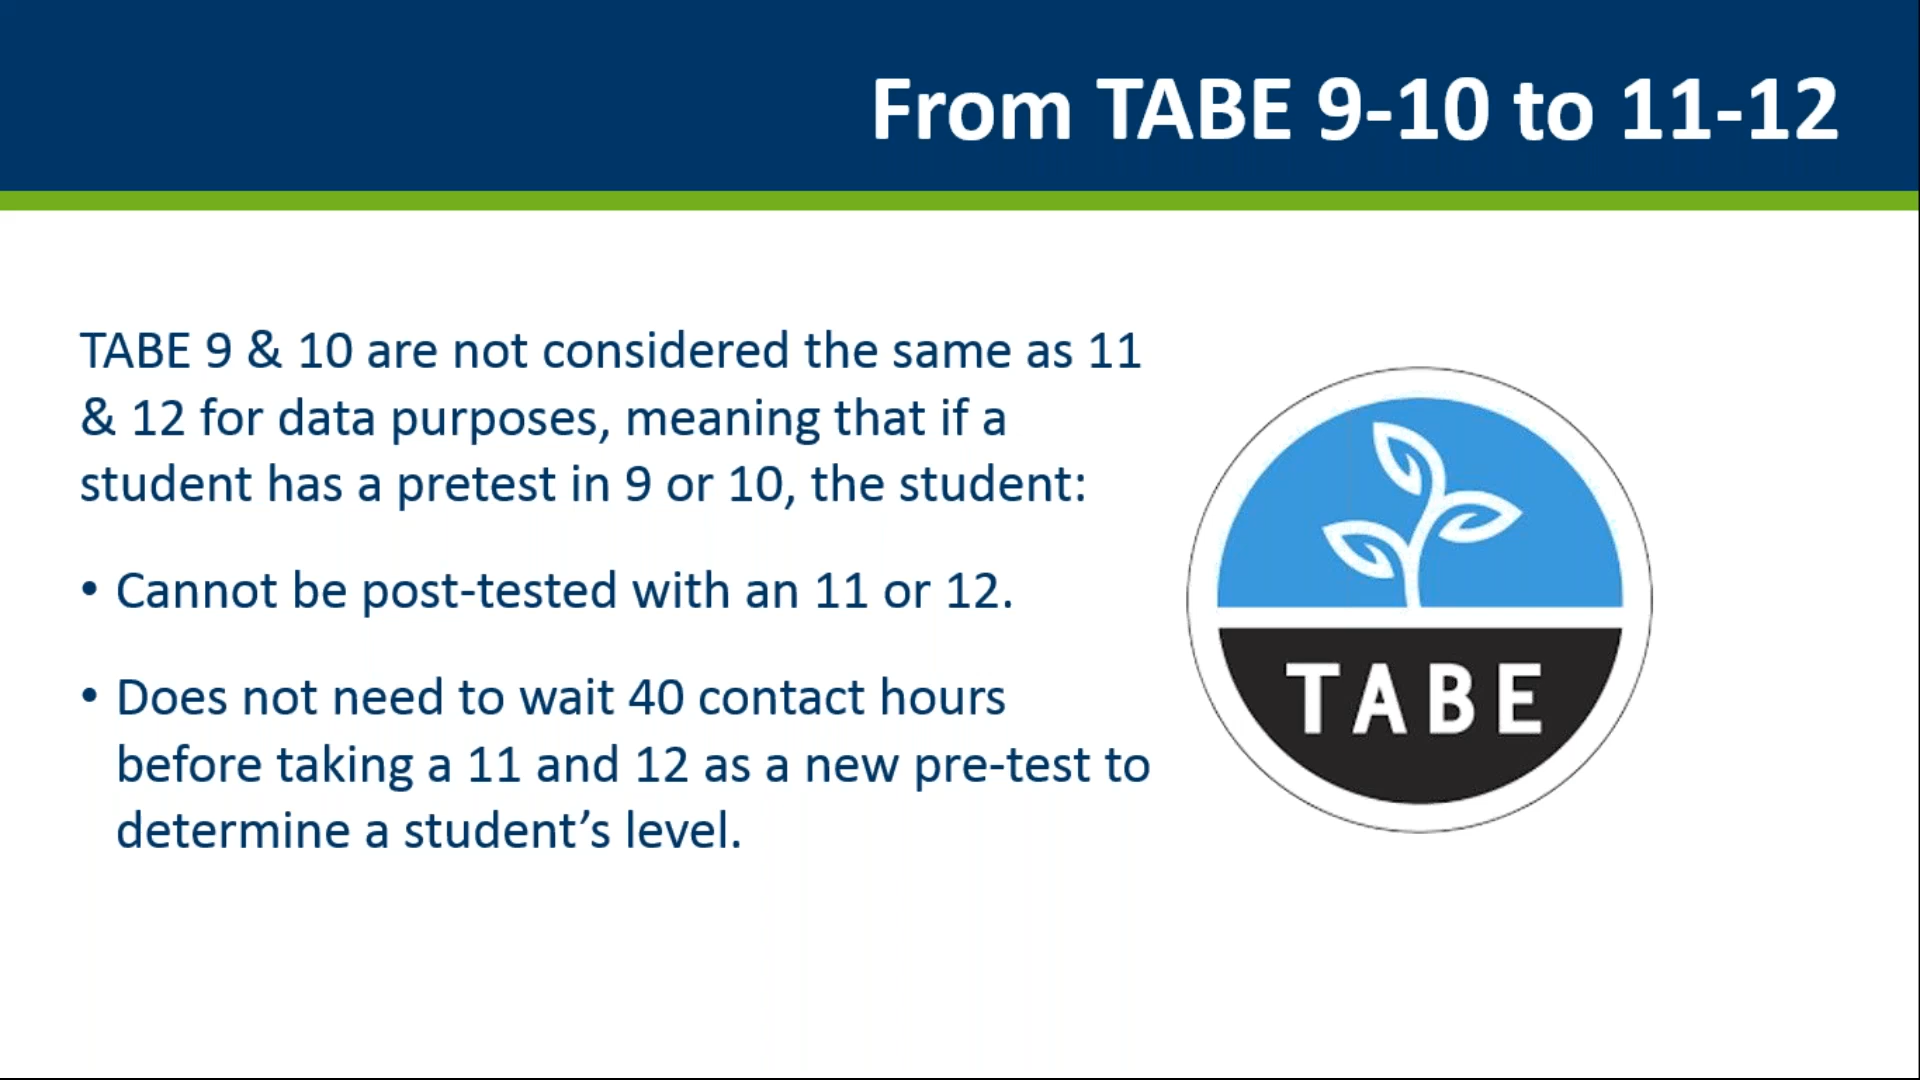 From TABE 9-10 to 11-12
TABE 9 & 10 are not considered the same as 11
& 12 for data purposes, meaning that if a
student has a pretest in 9 or 10, the student:
• Cannot be post-tested with an 11 or 12.
• Does not need to wait 40 contact hours
before taking a 11 and 12 as a new pre-test to
determine a student’s level.
TABE